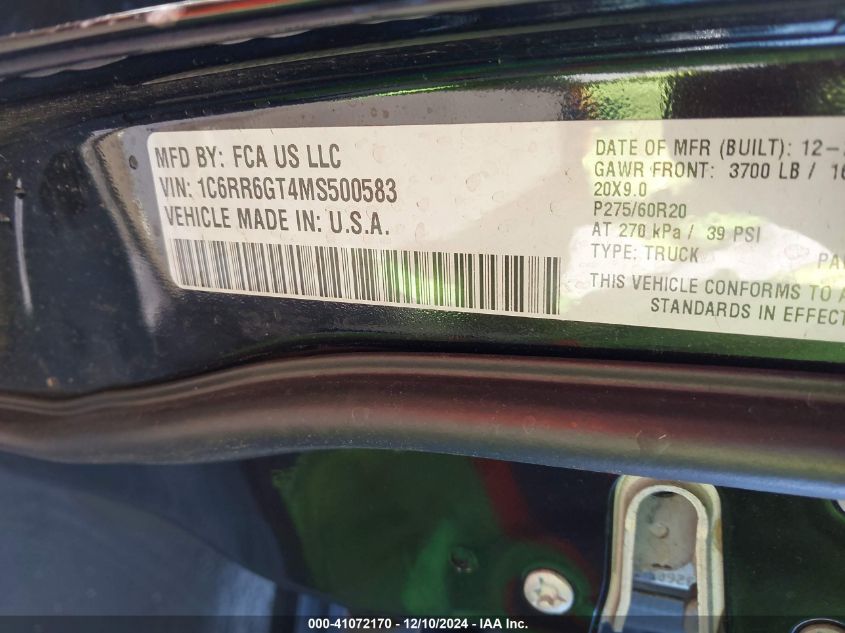 MFD BY: FCA US LLC
VIN: 1C6RR6GT4MS500583
VEHICLE MADE IN: U.S.A.
DATE OF MFR (BUILT): 12-
GAWR FRONT: 3700 LB / 16
20X9.0
P275/60R20
AT 270 kPa / 39 PSI
TYPE: TRUCK
PA
THIS VEHICLE CONFORMS TO A
STANDARDS IN EFFECT
000-41072170 - 12/10/2024 - IAA Inc.